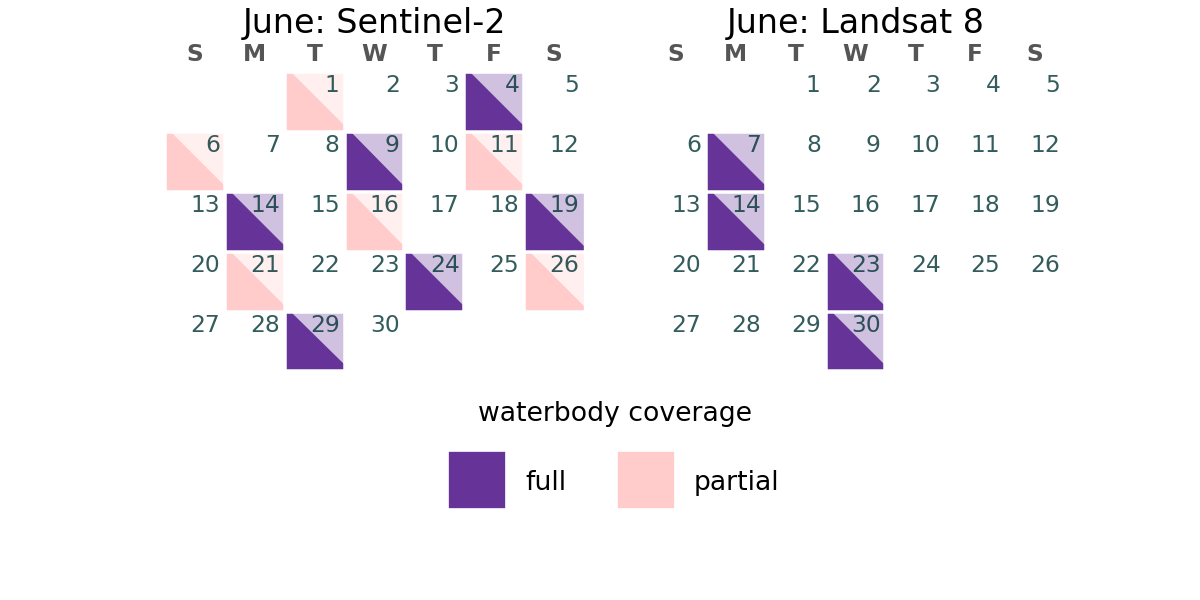 June: Sentinel-2
S M T W T F S
1 2 3 4 5
6 7 8 9 10 11 12
13 14 15 16 17 18 19
20 21 22 23 24 25 26
27 28 29 30
June: Landsat 8
S M T W T F S
1 2 3 4 5
6 7 8 9 10 11 12
13 14 15 16 17 18 19
20 21 22 23 24 25 26
27 28 29 30
waterbody coverage
full partial